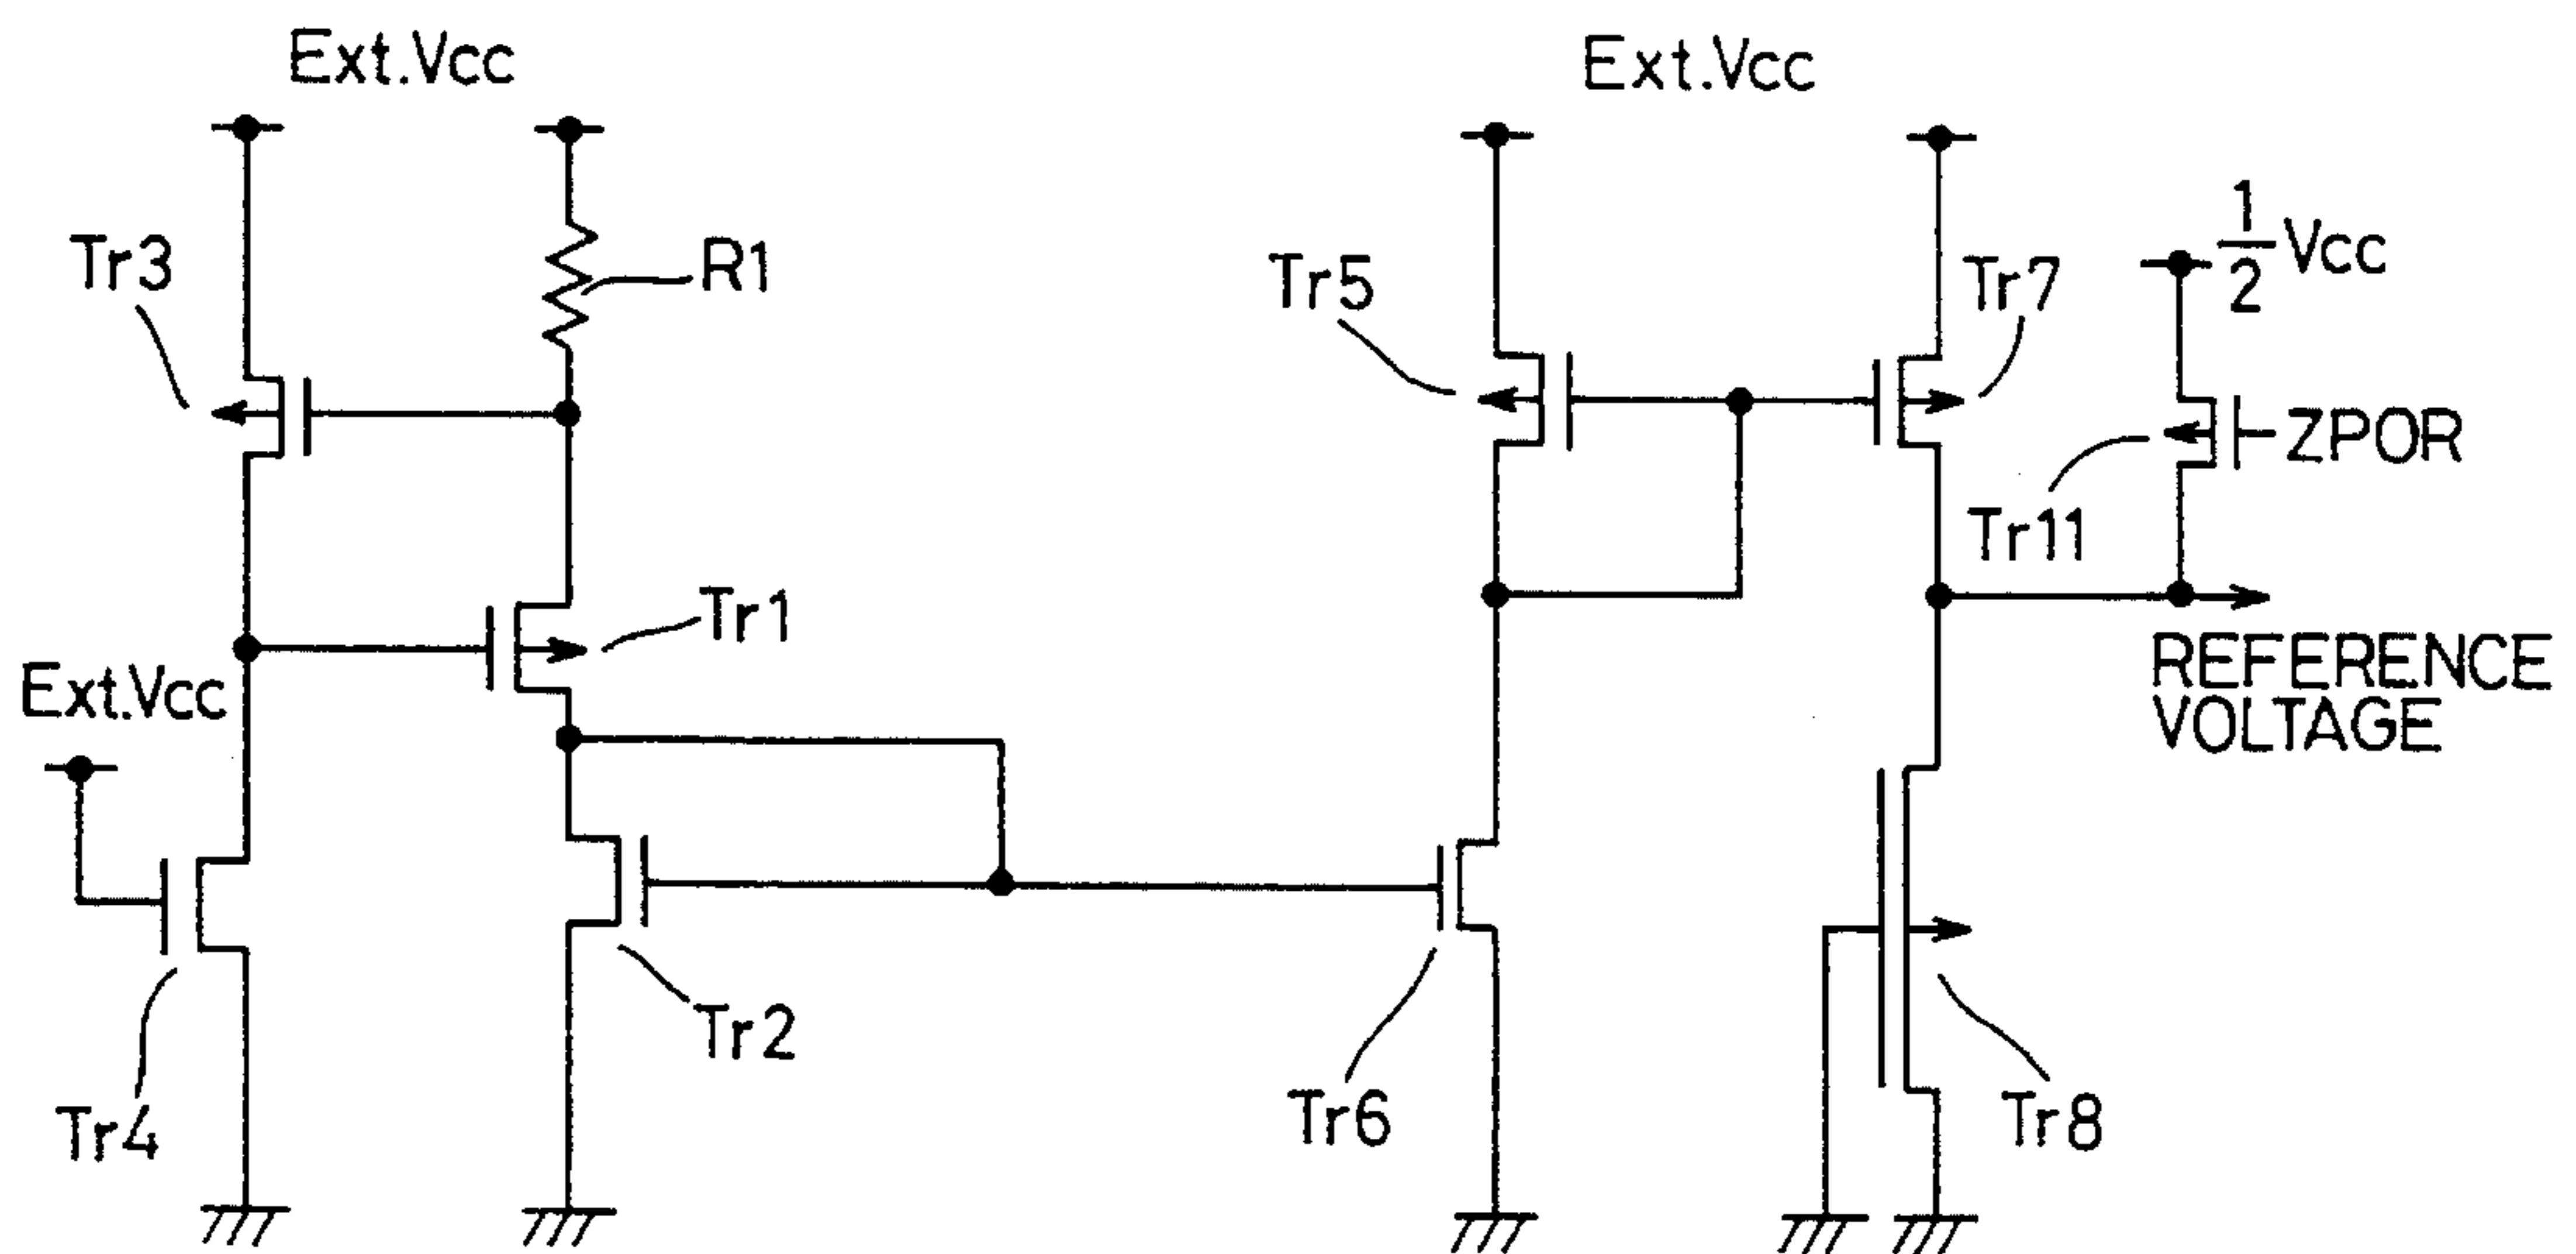 Ext.Vcc
Ext.Vcc
Tr3
R1
Tr5
Tr7
1/2 Vcc
ZPOR
Tr11
Tr1
Ext.Vcc
REFERENCE
VOLTAGE
Tr2
Tr4
Tr6
Tr8